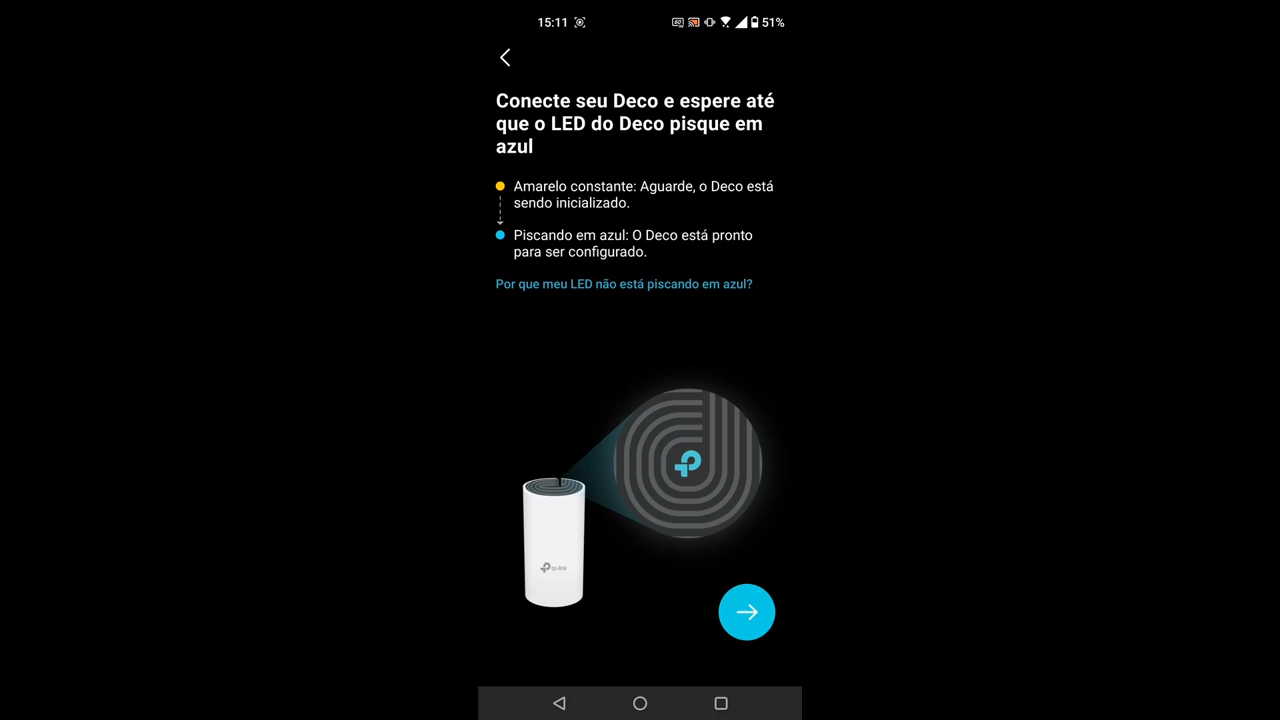 15:11
51%
Conecte seu Deco e espere até
que o LED do Deco pisque em
azul
Amarelo constante: Aguarde, o Deco está
sendo inicializado.
Piscando em azul: O Deco está pronto
para ser configurado.
Por que meu LED não está piscando em azul?
tp-link